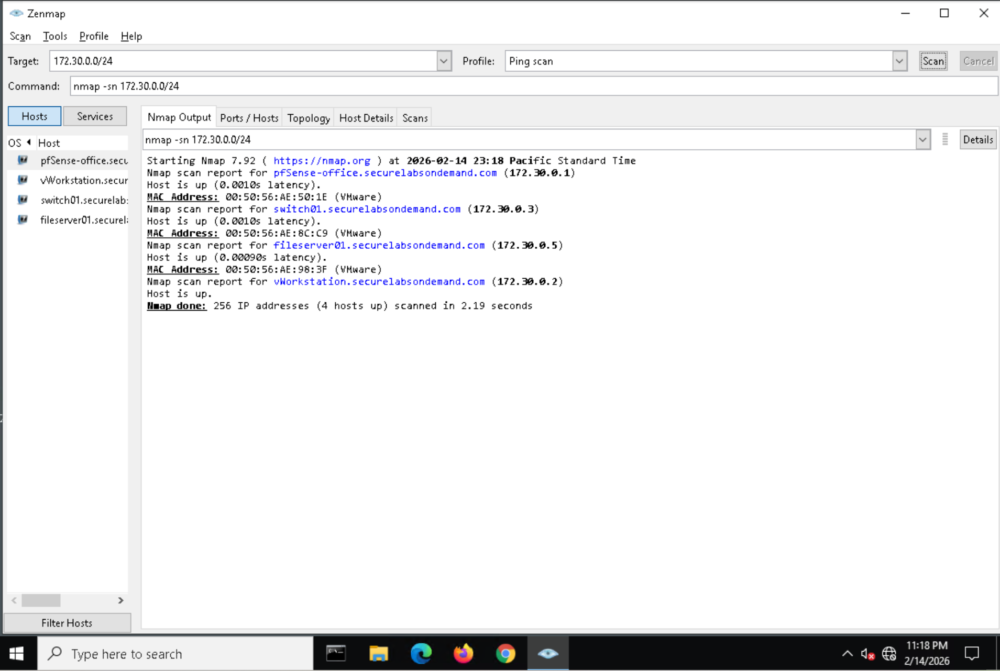 Zenmap
Scan Tools Profile Help
Target: 172.30.0.0/24 Profile: Ping scan Scan Cancel
Command: nmap -sn 172.30.0.0/24
Hosts Services
Nmap Output Ports / Hosts Topology Host Details Scans
OS Host
pfSense-office.secu
vWorkstation.secur
switch01.securelab:
fileserver01.securel:
nmap -sn 172.30.0.0/24 Details
Starting Nmap 7.92 ( https://nmap.org ) at 2026-02-14 23:18 Pacific Standard Time
Nmap scan report for pfSense-office.securelabsondemand.com (172.30.0.1)
Host is up (0.0010s latency).
MAC Address: 00:50:56:AE:50:1E (VMware)
Nmap scan report for switch01.securelabsondemand.com (172.30.0.3)
Host is up (0.0010s latency).
MAC Address: 00:50:56:AE:8C:C9 (VMware)
Nmap scan report for fileserver01.securelabsondemand.com (172.30.0.5)
Host is up (0.00090s latency).
MAC Address: 00:50:56:AE:98:3F (VMware)
Nmap scan report for vWorkstation.securelabsondemand.com (172.30.0.2)
Host is up.
Nmap done: 256 IP addresses (4 hosts up) scanned in 2.19 seconds
Filter Hosts
Type here to search
11:18 PM
2/14/2026